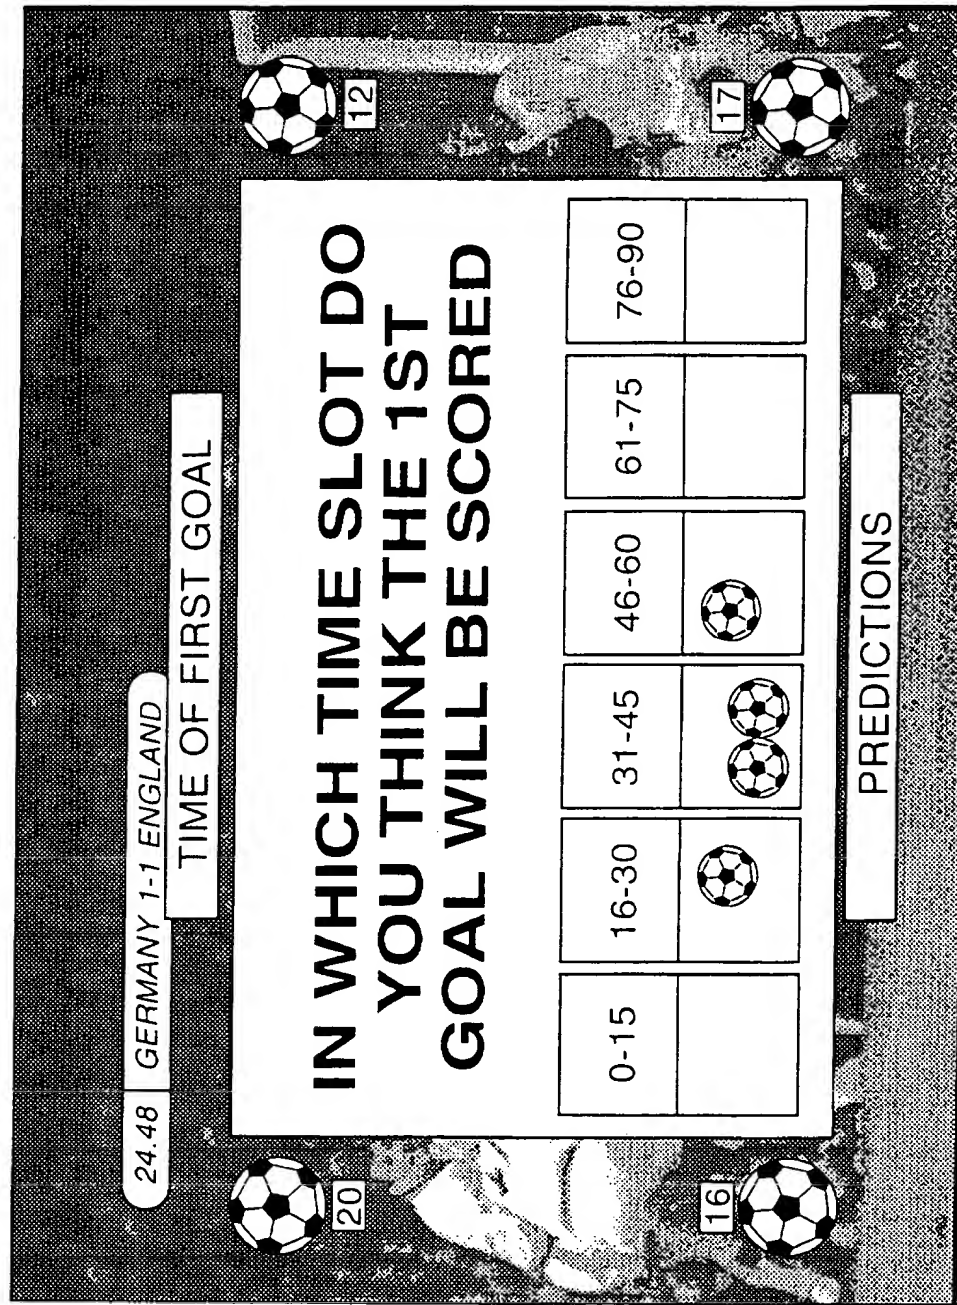 24.48 GERMANY 1-1 ENGLAND
TIME OF FIRST GOAL
20
12
IN WHICH TIME SLOT DO
YOU THINK THE 1ST
GOAL WILL BE SCORED
0-15 16-30 31-45 46-60 61-75 76-90
16
17
PREDICTIONS